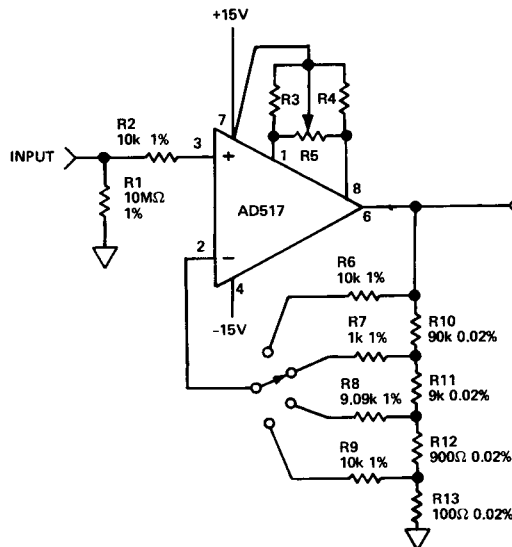 +15V
R3
R4
R2
10k 1%
7
INPUT
3
+
1
R5
R1
10MΩ
1%
AD517
8
6
2
–
4
–15V
R6
10k 1%
R7
1k 1%
R10
90k 0.02%
R8
9.09k 1%
R11
9k 0.02%
R9
10k 1%
R12
900Ω 0.02%
R13
100Ω 0.02%